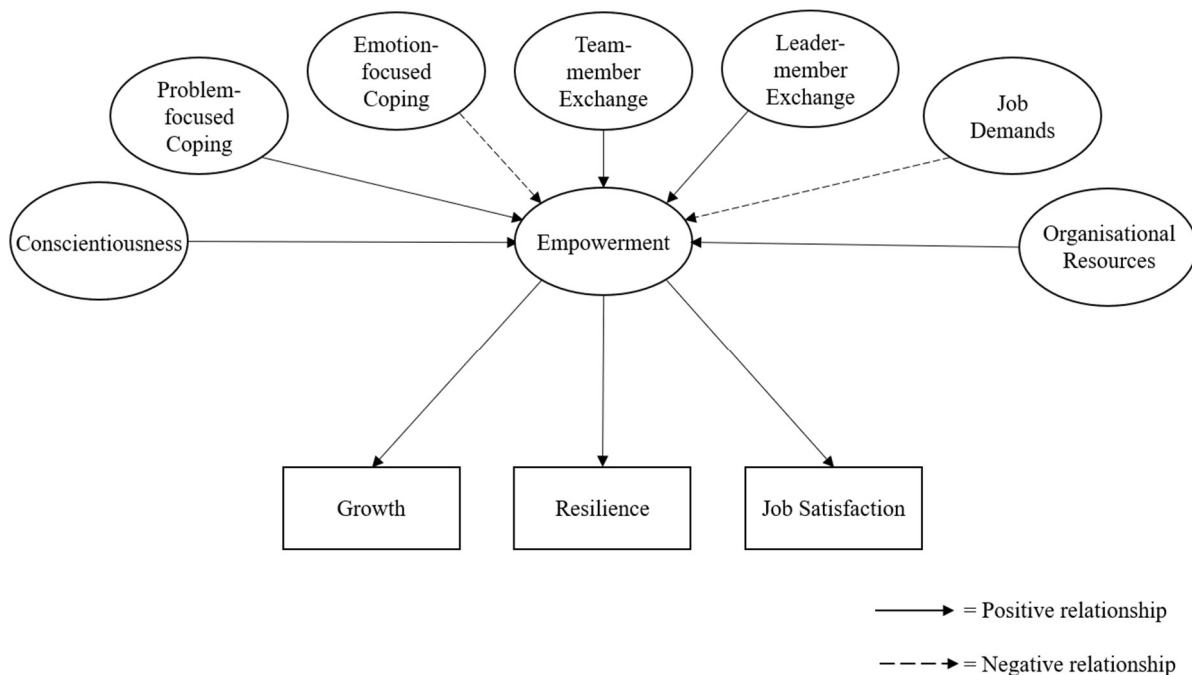 Emotion-
focused
Coping
Team-
member
Exchange
Leader-
member
Exchange
Problem-
focused
Coping
Job
Demands
Conscientiousness
Empowerment
Organisational
Resources
Growth
Resilience
Job Satisfaction
= Positive relationship
= Negative relationship